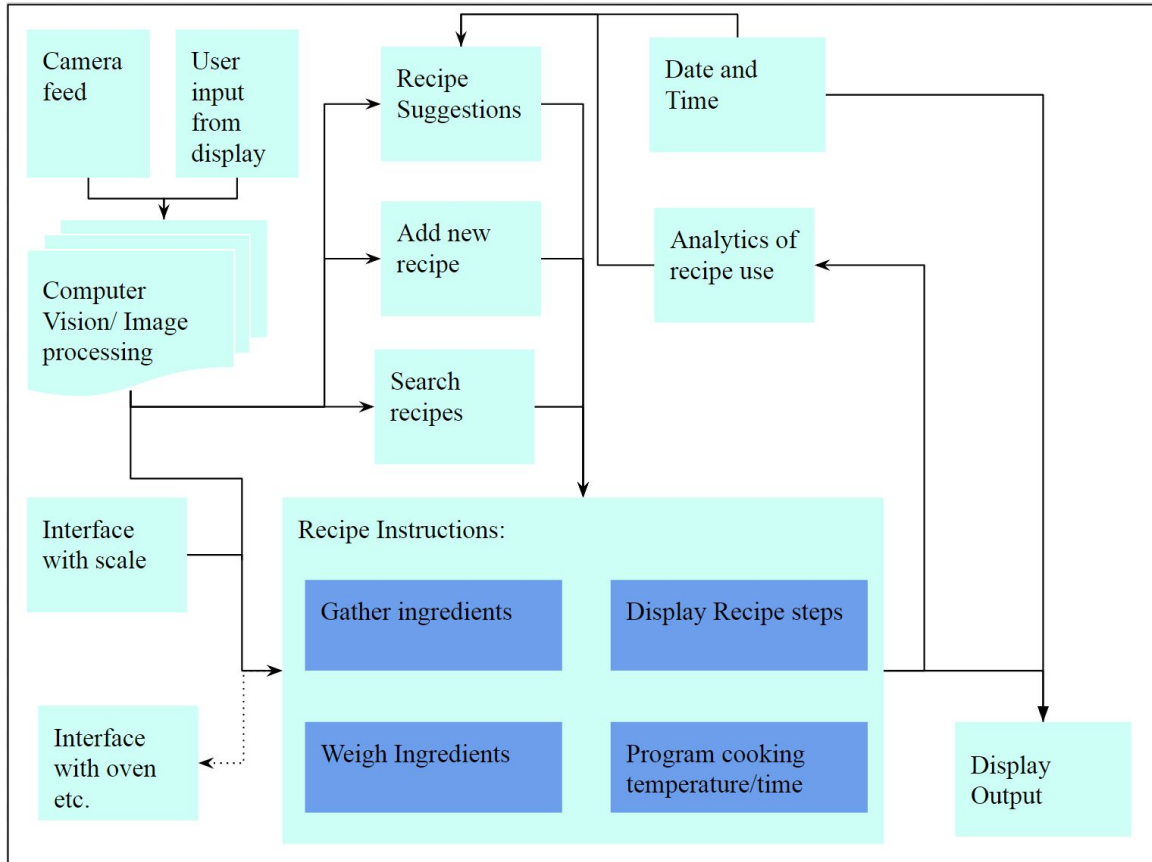 Camera
feed
User
input
from
display
Recipe
Suggestions
Date and
Time
Computer
Vision/ Image
processing
Add new
recipe
Analytics of
recipe use
Search
recipes
Interface
with scale
Recipe Instructions:
Gather ingredients
Display Recipe steps
Weigh Ingredients
Program cooking
temperature/time
Interface
with oven
etc.
Display
Output